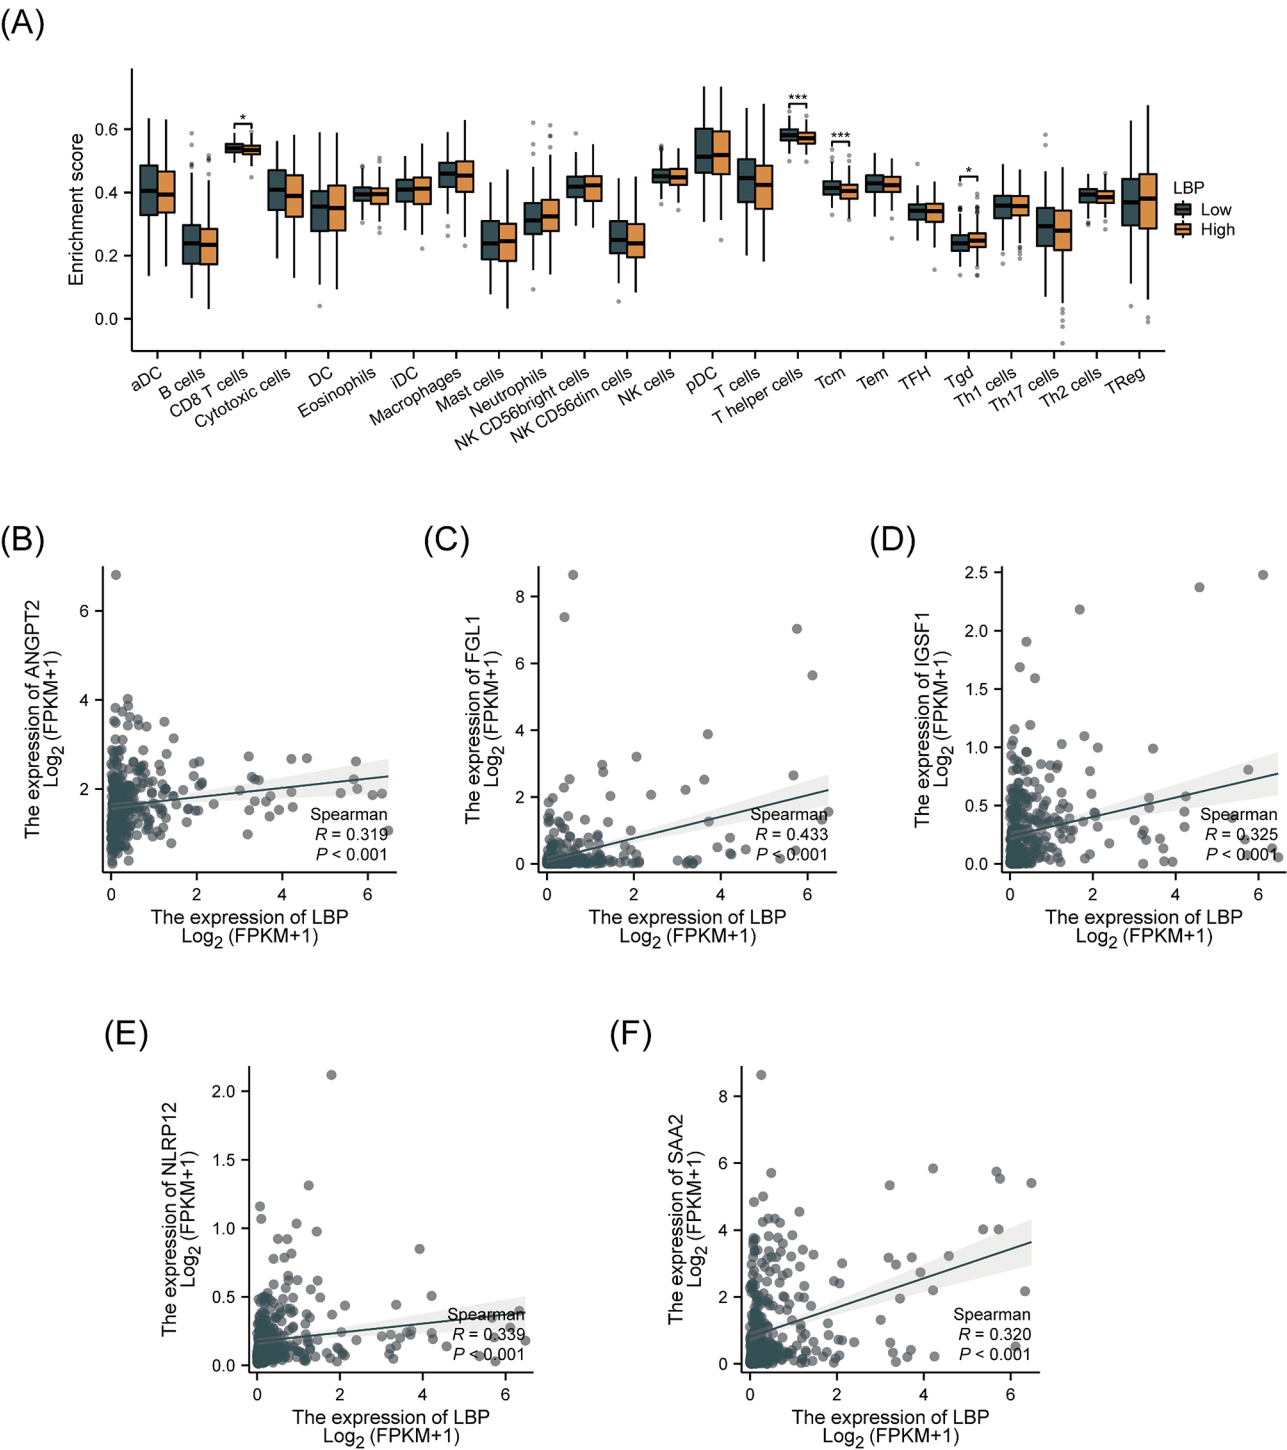 (A)
Enrichment score
0.6
0.4
0.2
0.0
*
***
***
*
LBP
Low
High
aDC
B cells
CD8 T cells
Cytotoxic cells
DC
Eosinophils
iDC
Macrophages
Mast cells
Neutrophils
NK CD56bright cells
NK CD56dim cells
NK cells
pDC
T cells
T helper cells
Tcm
Tem
TFH
Tgd
Th1 cells
Th17 cells
Th2 cells
TReg
(B)
The expression of ANGPT2
Log2 (FPKM+1)
6
4
2
Spearman
R = 0.319
P < 0.001
0 2 4 6
The expression of LBP
Log2 (FPKM+1)
(C)
The expression of FGL1
Log2 (FPKM+1)
8
6
4
2
0
Spearman
R = 0.433
P < 0.001
0 2 4 6
The expression of LBP
Log2 (FPKM+1)
(D)
The expression of IGSF1
Log2 (FPKM+1)
2.5
2.0
1.5
1.0
0.5
0.0
Spearman
R = 0.325
P < 0.001
0 2 4 6
The expression of LBP
Log2 (FPKM+1)
(E)
The expression of NLRP12
Log2 (FPKM+1)
2.0
1.5
1.0
0.5
0.0
Spearman
R = 0.339
P < 0.001
0 2 4 6
The expression of LBP
Log2 (FPKM+1)
(F)
The expression of SAA2
Log2 (FPKM+1)
8
6
4
2
0
Spearman
R = 0.320
P < 0.001
0 2 4 6
The expression of LBP
Log2 (FPKM+1)